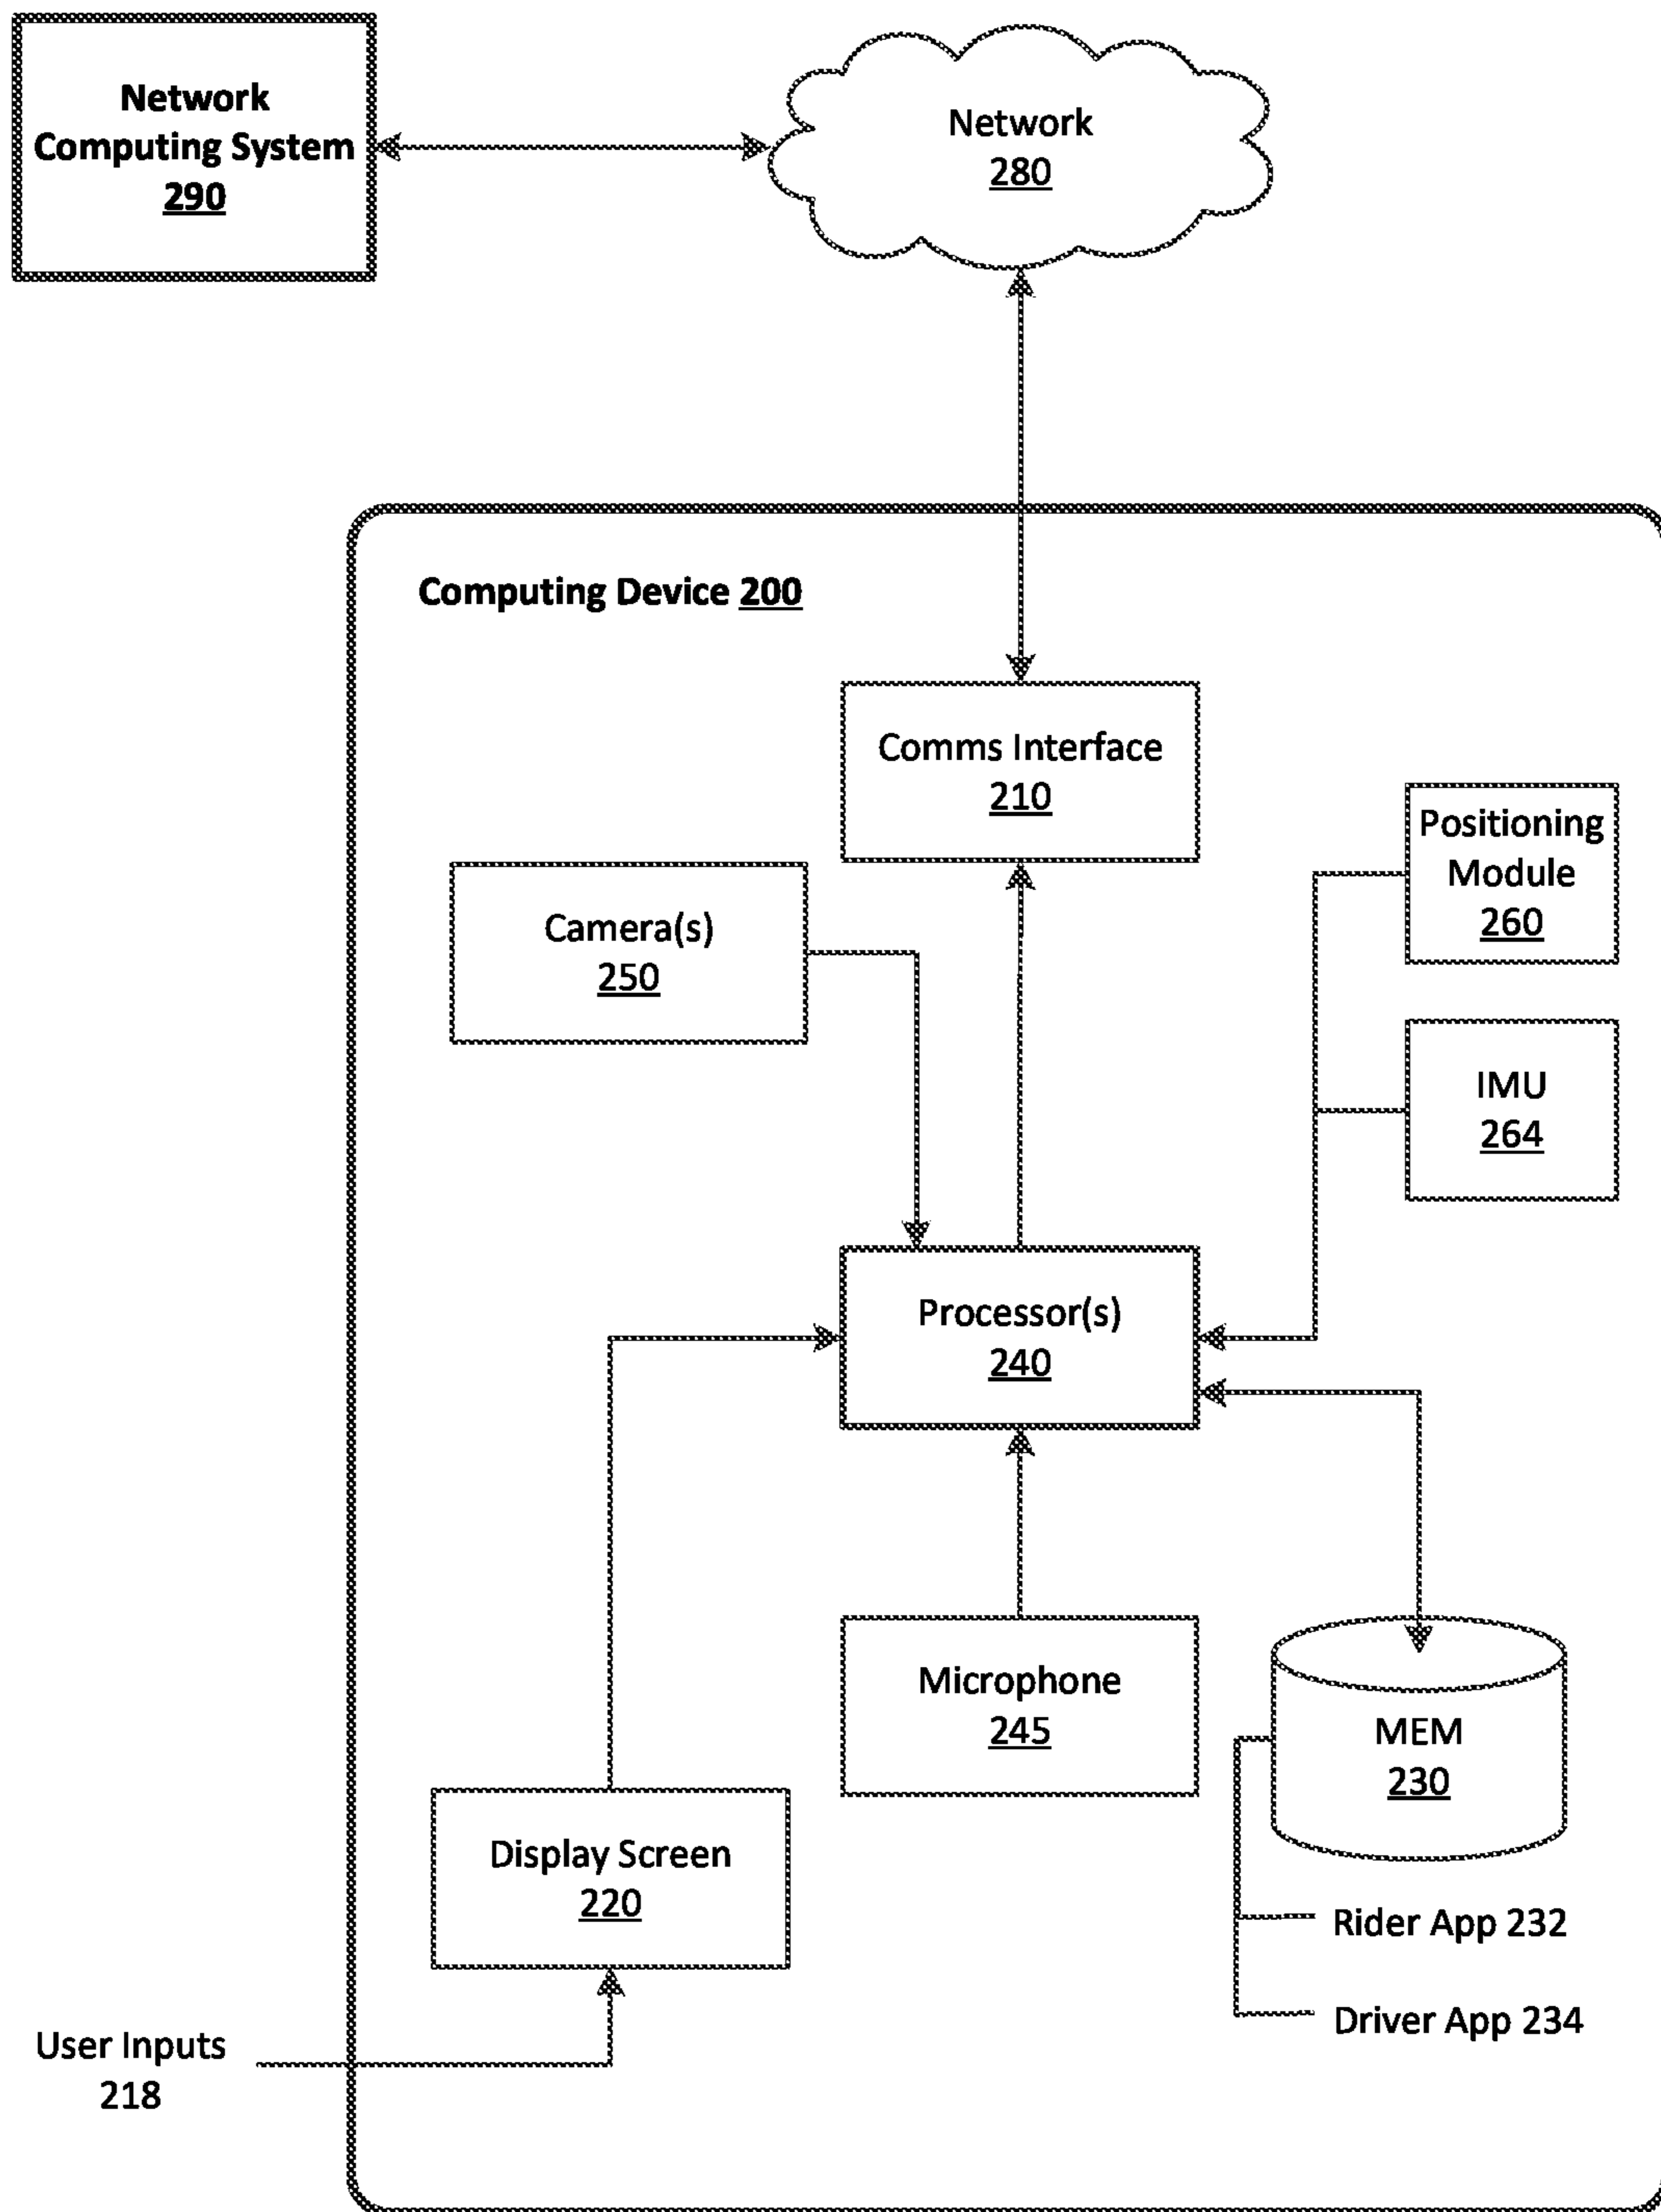 Network
Computing System
290
Network
280
Computing Device 200
Comms Interface
210
Positioning
Module
260
Camera(s)
250
IMU
264
Processor(s)
240
Microphone
245
MEM
230
Display Screen
220
Rider App 232
Driver App 234
User Inputs
218